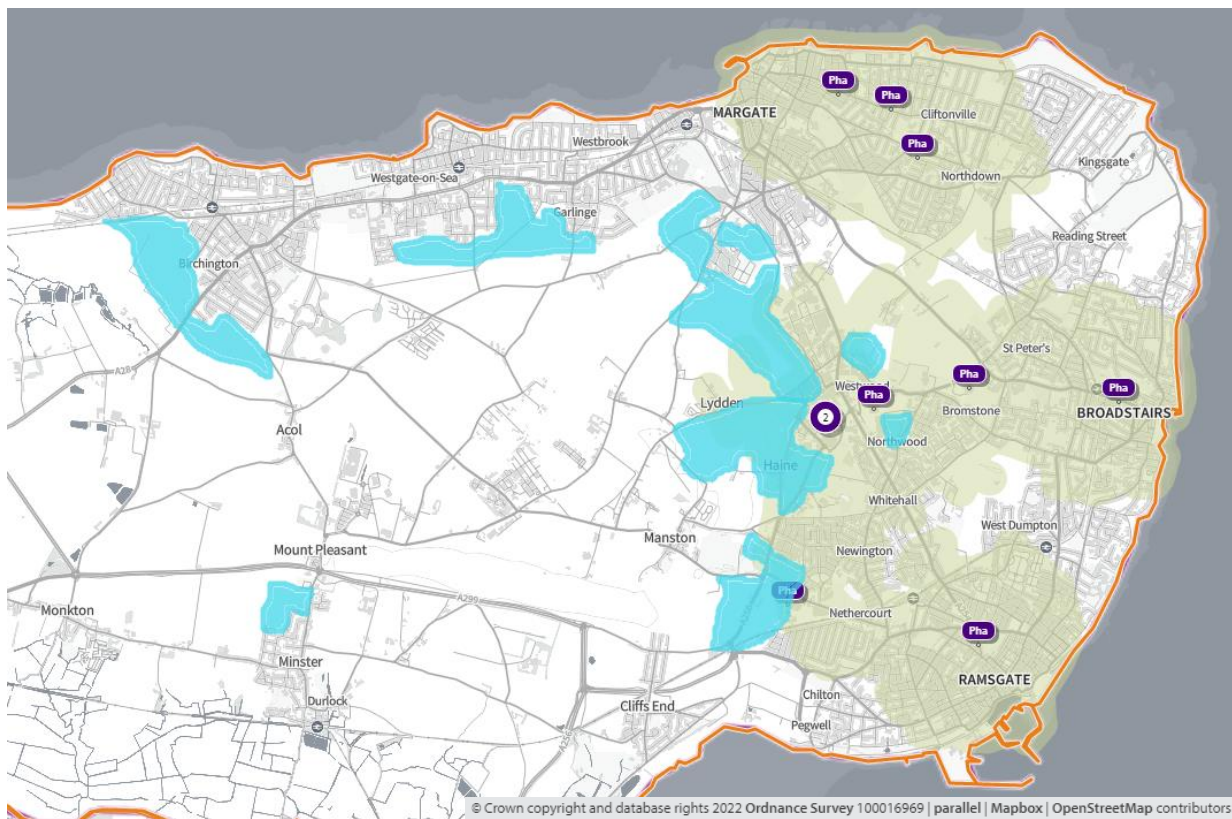 Pha
Pha
Cliftonville
MARGATE
Westbrook
Pha
Kingsgate
Westgate-on-Sea
Northdown
Garlinge
Reading Street
Birchington
St Peter's
A28
Westwood
Pha
Pha
Pha
Lydden
Bromstone
BROADSTAIRS
2
Acol
Northwood
Haine
Whitehall
West Dumpton
Manston
Mount Pleasant
Newington
Pha
A299
Monkton
Nethercourt
Pha
Minster
RAMSGATE
Chilton
Durlock
Cliffs End
Pegwell
A256
© Crown copyright and database rights 2022 Ordnance Survey 100016969 | parallel | Mapbox | OpenStreetMap contributors